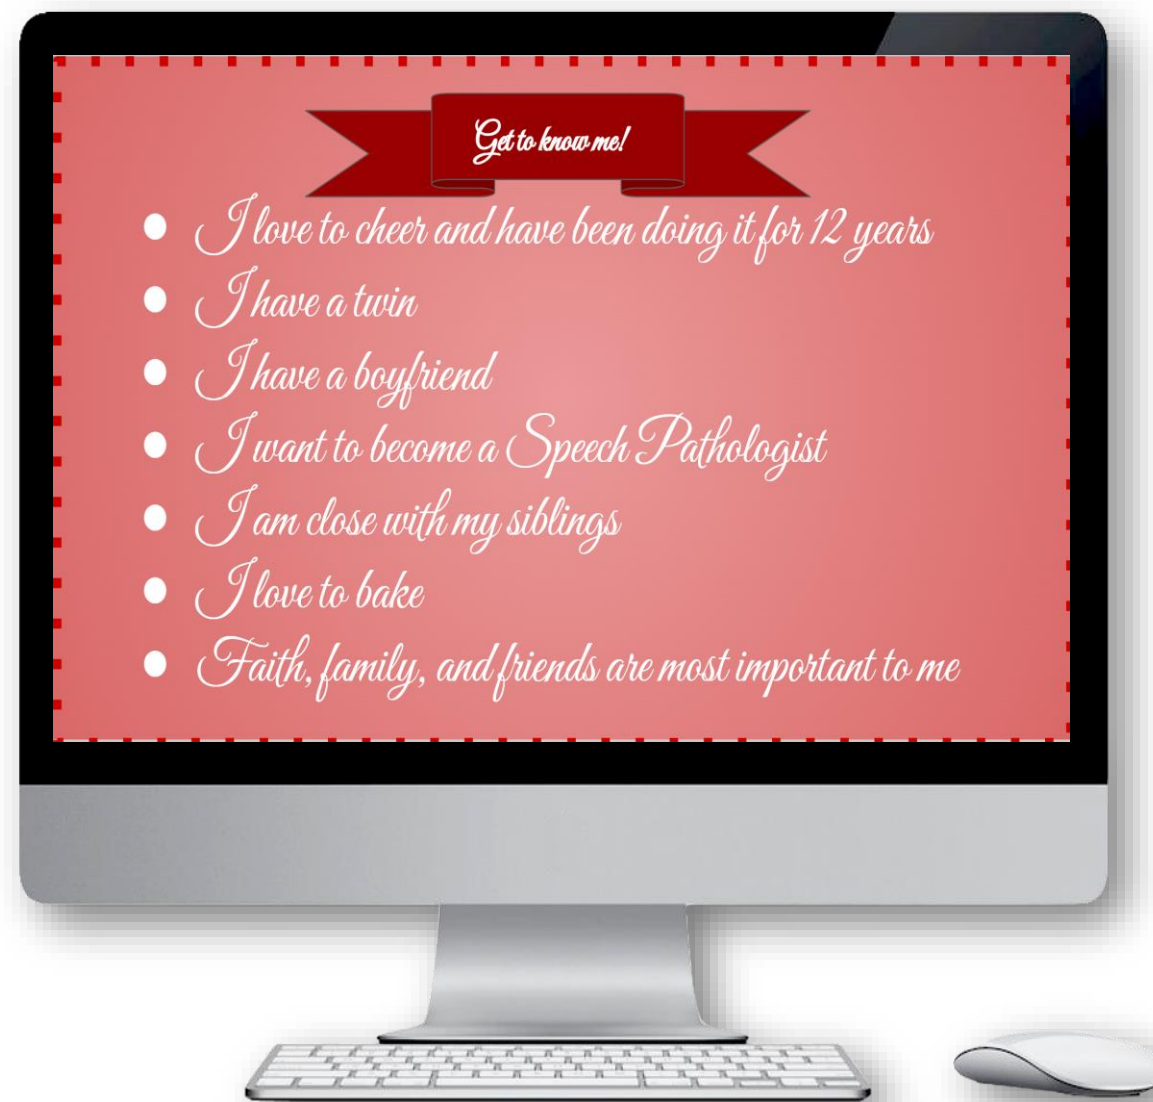 Get to know me!
● I love to cheer and have been doing it for 12 years
● I have a twin
● I have a boyfriend
● I want to become a Speech Pathologist
● I am close with my siblings
● I love to bake
● Faith, family, and friends are most important to me